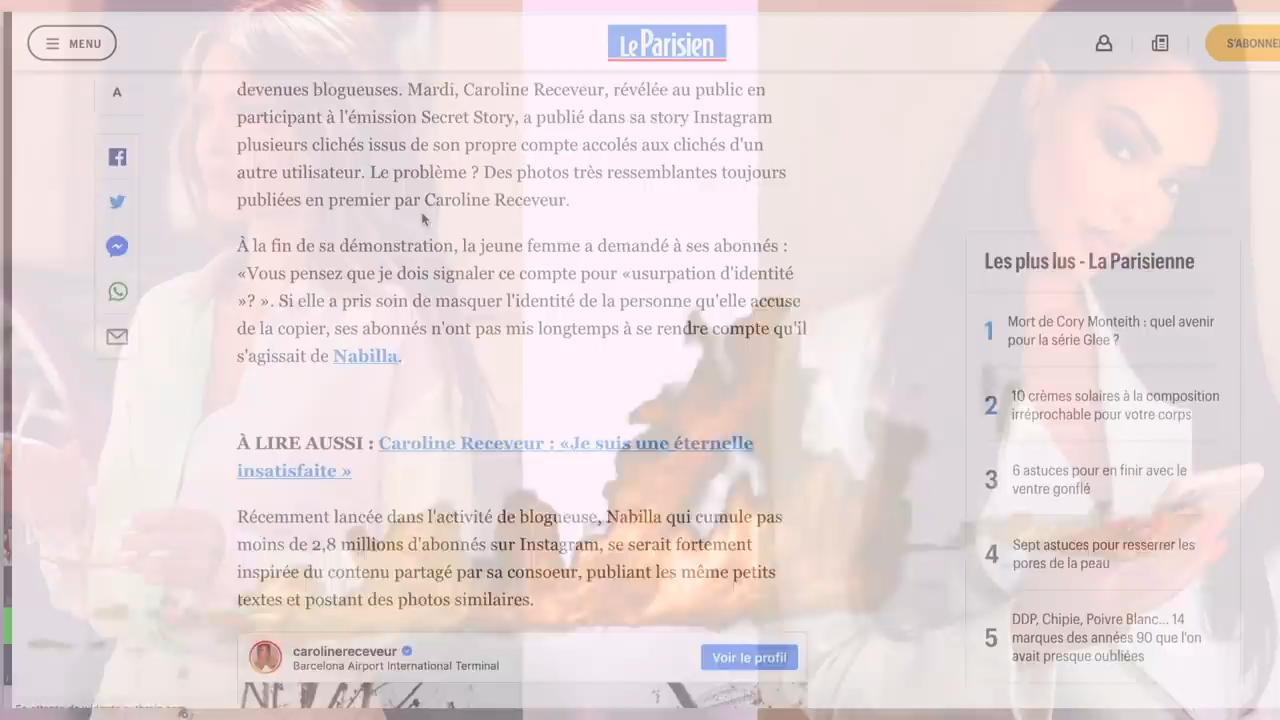 MENU
Le Parisien
S'ABONNE
A
devenues blogueuses. Mardi, Caroline Receveur, révélée au public en
participant à l'émission Secret Story, a publié dans sa story Instagram
plusieurs clichés issus de son propre compte accolés aux clichés d'un
autre utilisateur. Le problème ? Des photos très ressemblantes toujours
publiées en premier par Caroline Receveur.
À la fin de sa démonstration, la jeune femme a demandé à ses abonnés :
«Vous pensez que je dois signaler ce compte pour «usurpation d'identité
»? ». Si elle a pris soin de masquer l'identité de la personne qu'elle accuse
de la copier, ses abonnés n'ont pas mis longtemps à se rendre compte qu'il
s'agissait de Nabilla.
À LIRE AUSSI : Caroline Receveur : «Je suis une éternelle
insatisfaite »
Récemment lancée dans l'activité de blogueuse, Nabilla qui cumule pas
moins de 2,8 millions d'abonnés sur Instagram, se serait fortement
inspirée du contenu partagé par sa consoeur, publiant les même petits
textes et postant des photos similaires.
carolinereceveur
Barcelona Airport International Terminal
Voir le profil
Les plus lus - La Parisienne
1 Mort de Cory Monteith : quel avenir
pour la série Glee ?
2 10 crèmes solaires à la composition
irréprochable pour votre corps
3 6 astuces pour en finir avec le
ventre gonflé
4 Sept astuces pour resserrer les
pores de la peau
5 DDP, Chipie, Poivre Blanc... 14
marques des années 90 que l'on
avait presque oubliées